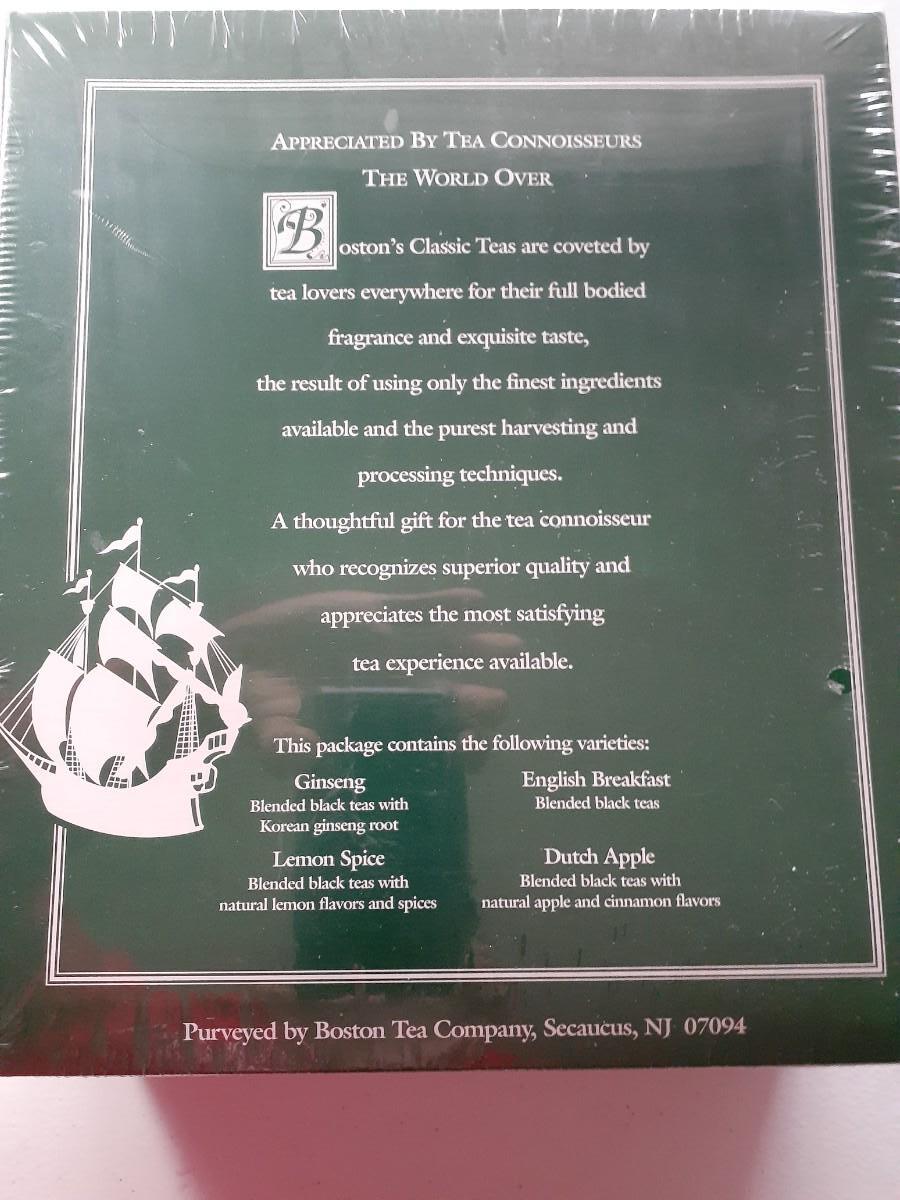 Appreciated By Tea Connoisseurs
The World Over
Boston's Classic Teas are coveted by
tea lovers everywhere for their full bodied
fragrance and exquisite taste,
the result of using only the finest ingredients
available and the purest harvesting and
processing techniques.
A thoughtful gift for the tea connoisseur
who recognizes superior quality and
appreciates the most satisfying
tea experience available.
This package contains the following varieties:
Ginseng
Blended black teas with
Korean ginseng root
English Breakfast
Blended black teas
Lemon Spice
Blended black teas with
natural lemon flavors and spices
Dutch Apple
Blended black teas with
natural apple and cinnamon flavors
Purveyed by Boston Tea Company, Secaucus, NJ 07094